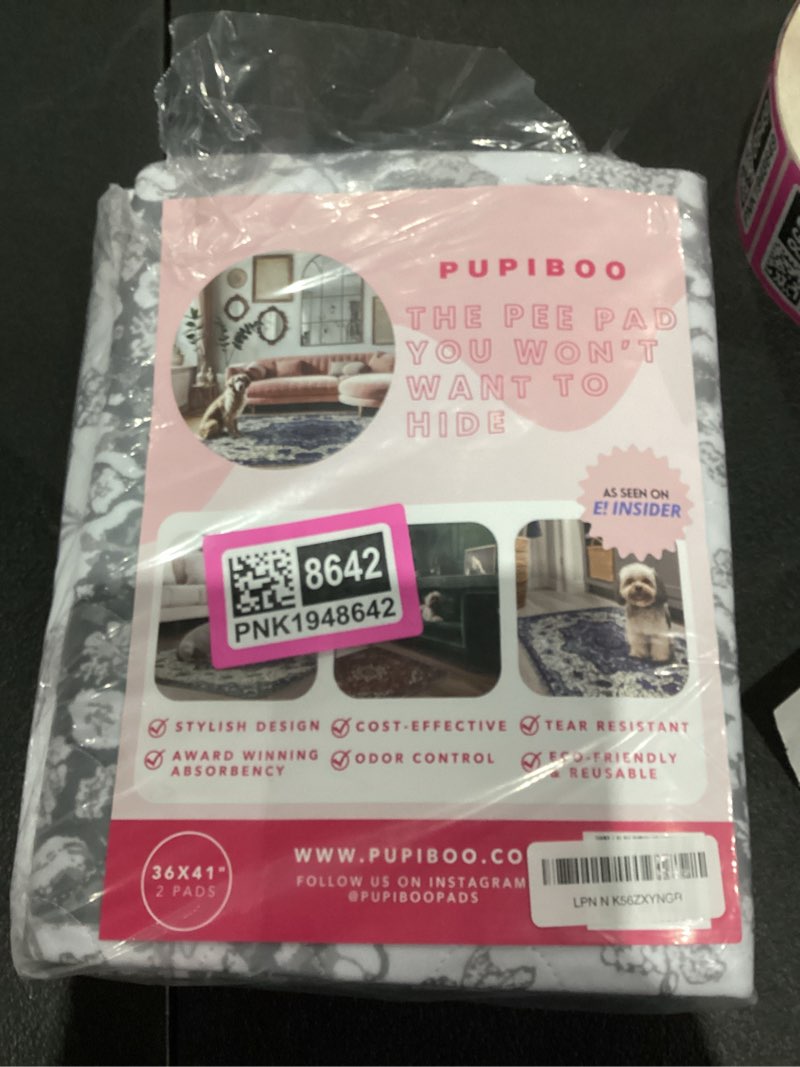 PUPIBOO
THE PEE PAD
YOU WON'T
WANT TO
HIDE
AS SEEN ON
E! INSIDER
8642
PNK1948642
STYLISH DESIGN
COST-EFFECTIVE
TEAR RESISTANT
AWARD WINNING
ABSORBENCY
ODOR CONTROL
ECO-FRIENDLY
& REUSABLE
36X41"
2 PADS
WWW.PUPIBOO.CO
FOLLOW US ON INSTAGRAM
@PUPIBOOPADS
LPN N K56ZXYNGR